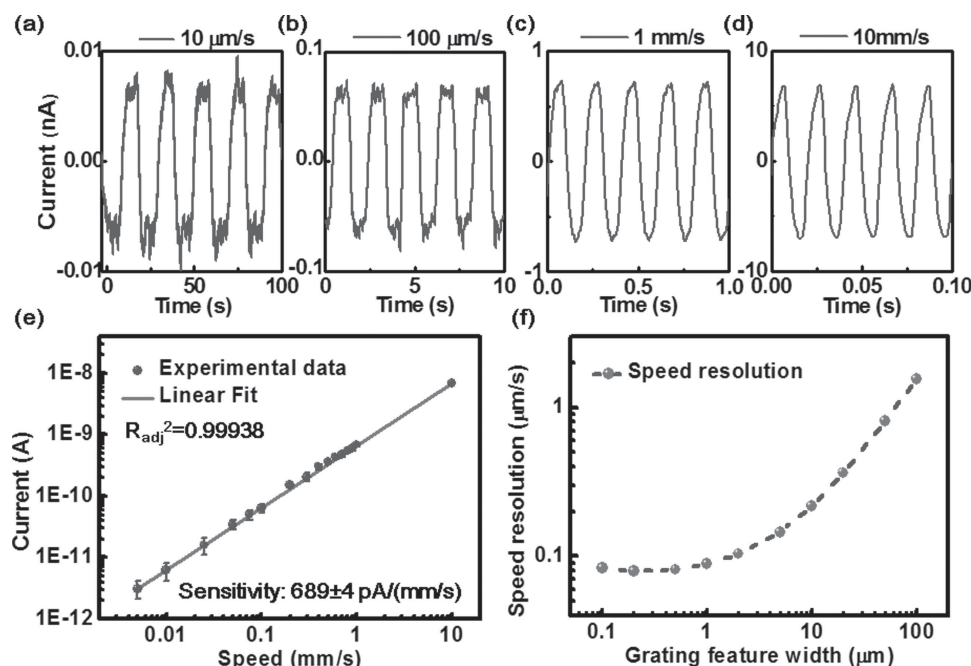 (a) 10 μm/s (b) 100 μm/s (c) 1 mm/s (d) 10mm/s
0.01 0.1 1 10
Current (nA)
0.00 0.0 0 0
-0.01 -0.1 -1 -10
0 50 100 0 5 10 0.0 0.5 1.0 0.00 0.05 0.10
Time (s) Time (s) Time (s) Time (s)
(e)
1E-8
1E-9
1E-10
1E-11
1E-12
Current (A)
Experimental data
Linear Fit
Radj²=0.99938
Sensitivity: 689±4 pA/(mm/s)
0.01 0.1 1 10
Speed (mm/s)
(f)
Speed resolution
Speed resolution (μm/s)
1
0.1
0.1 1 10 100
Grating feature width (μm)